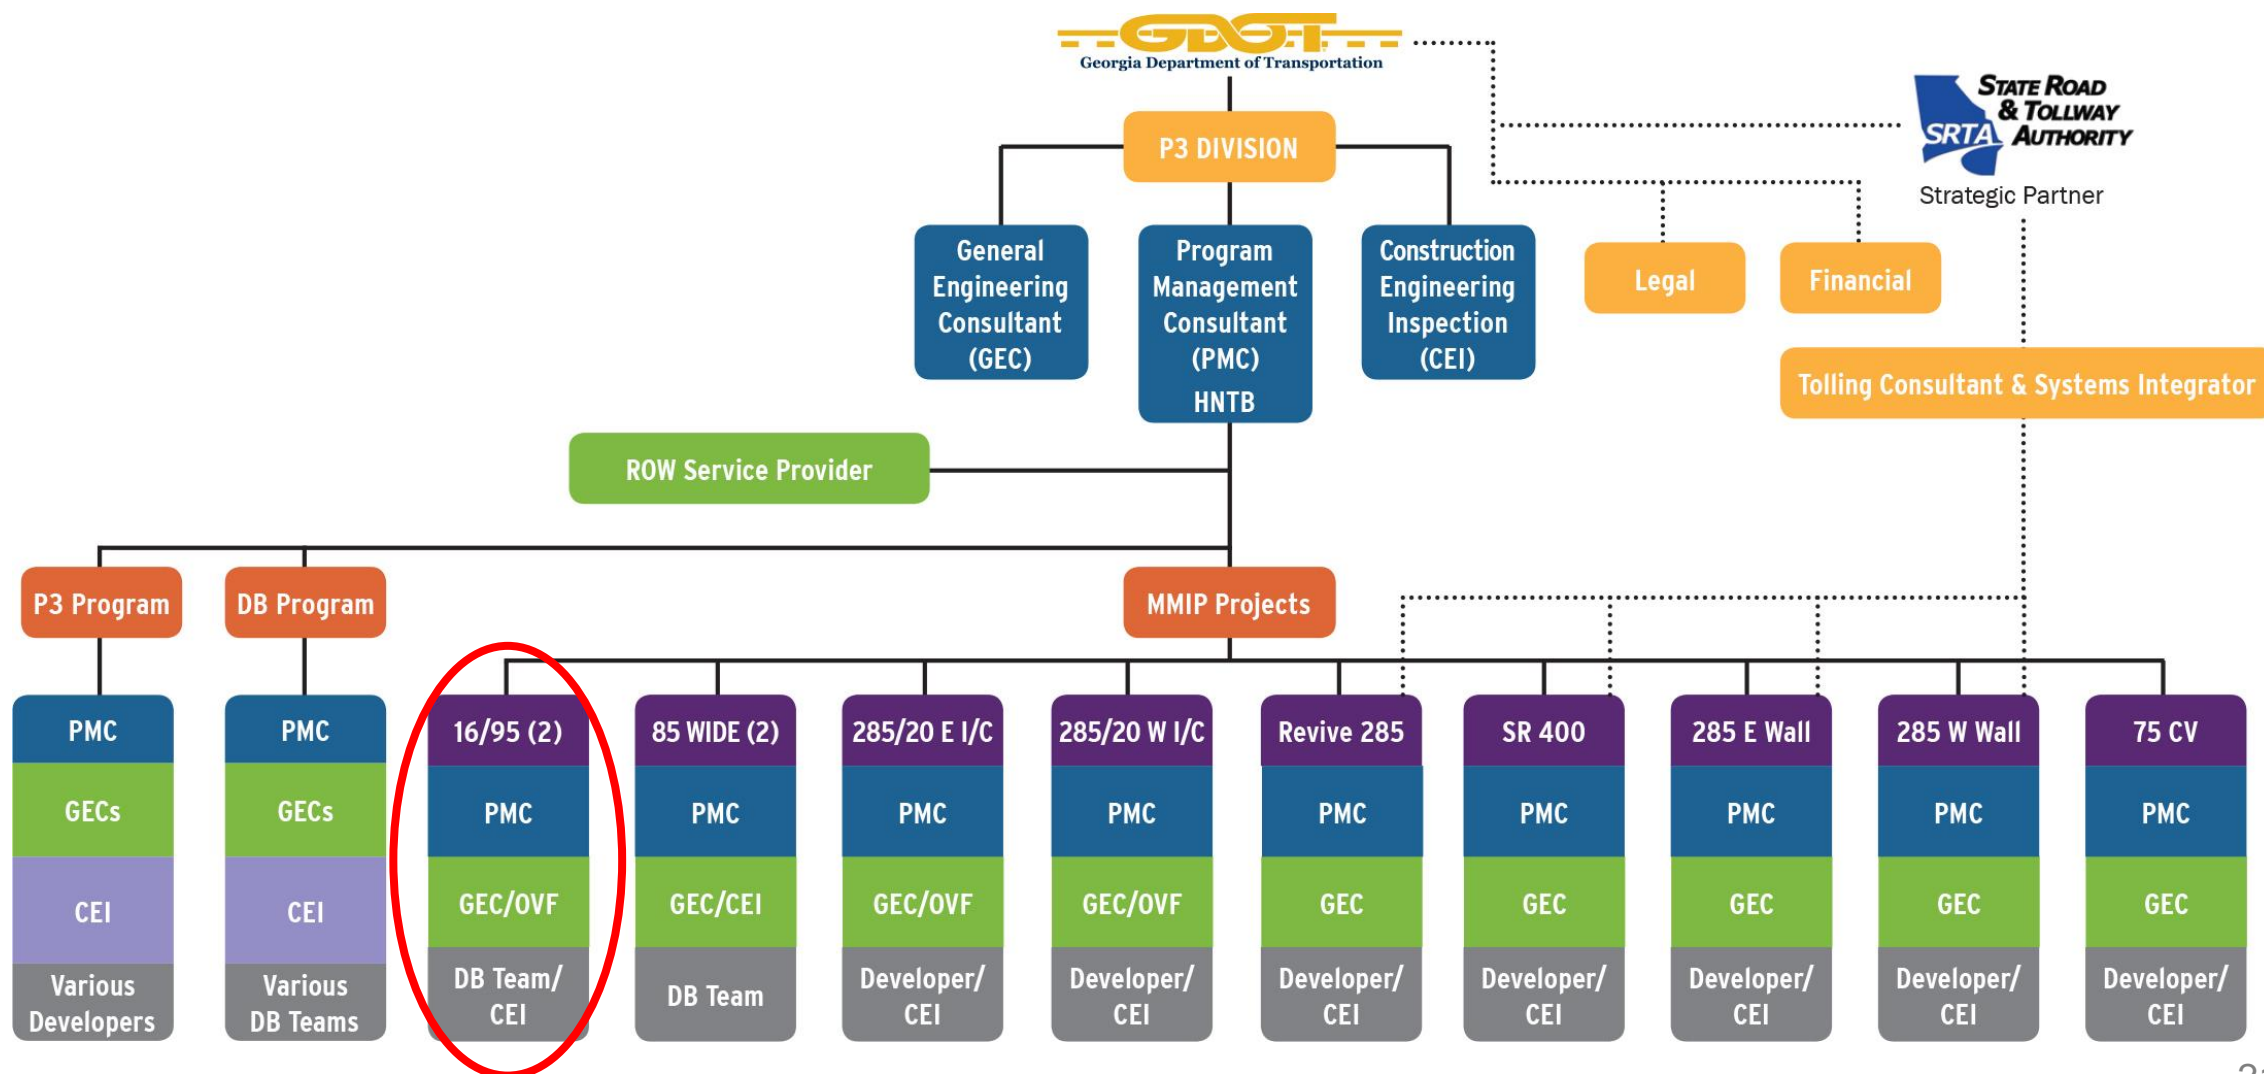 GDOT
Georgia Department of Transportation
STATE ROAD
& TOLLWAY
SRTA AUTHORITY
Strategic Partner
P3 DIVISION
General
Engineering
Consultant
(GEC)
Program
Management
Consultant
(PMC)
HNTB
Construction
Engineering
Inspection
(CEI)
Legal
Financial
Tolling Consultant & Systems Integrator
ROW Service Provider
P3 Program
DB Program
MMIP Projects
PMC
GECs
CEI
Various
Developers
PMC
GECs
CEI
Various
DB Teams
16/95 (2)
PMC
GEC/OVF
DB Team/
CEI
85 WIDE (2)
PMC
GEC/CEI
DB Team
285/20 E I/C
PMC
GEC/OVF
Developer/
CEI
285/20 W I/C
PMC
GEC/OVF
Developer/
CEI
Revive 285
PMC
GEC
Developer/
CEI
SR 400
PMC
GEC
Developer/
CEI
285 E Wall
PMC
GEC
Developer/
CEI
285 W Wall
PMC
GEC
Developer/
CEI
75 CV
PMC
GEC
Developer/
CEI